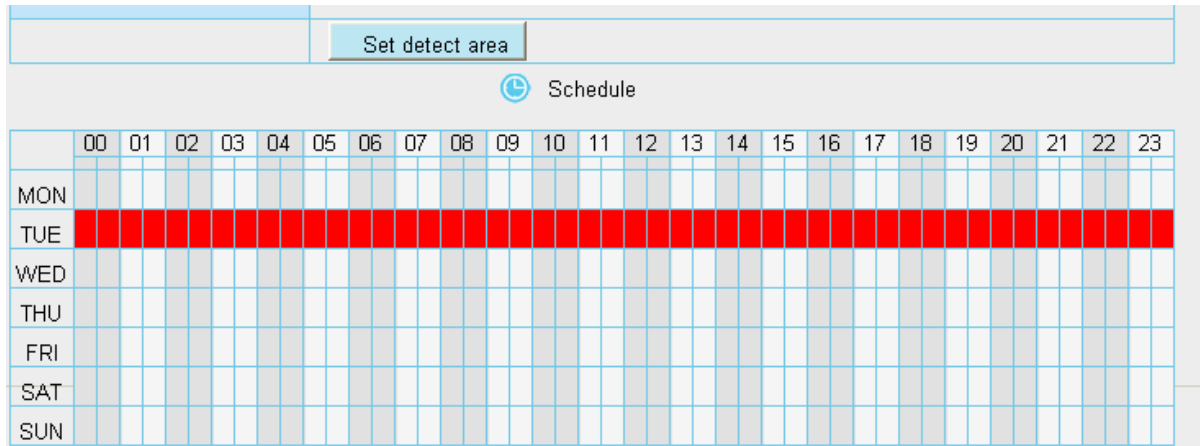 Set detect area
Schedule
00 01 02 03 04 05 06 07 08 09 10 11 12 13 14 15 16 17 18 19 20 21 22 23
MON
TUE
WED
THU
FRI
SAT
SUN